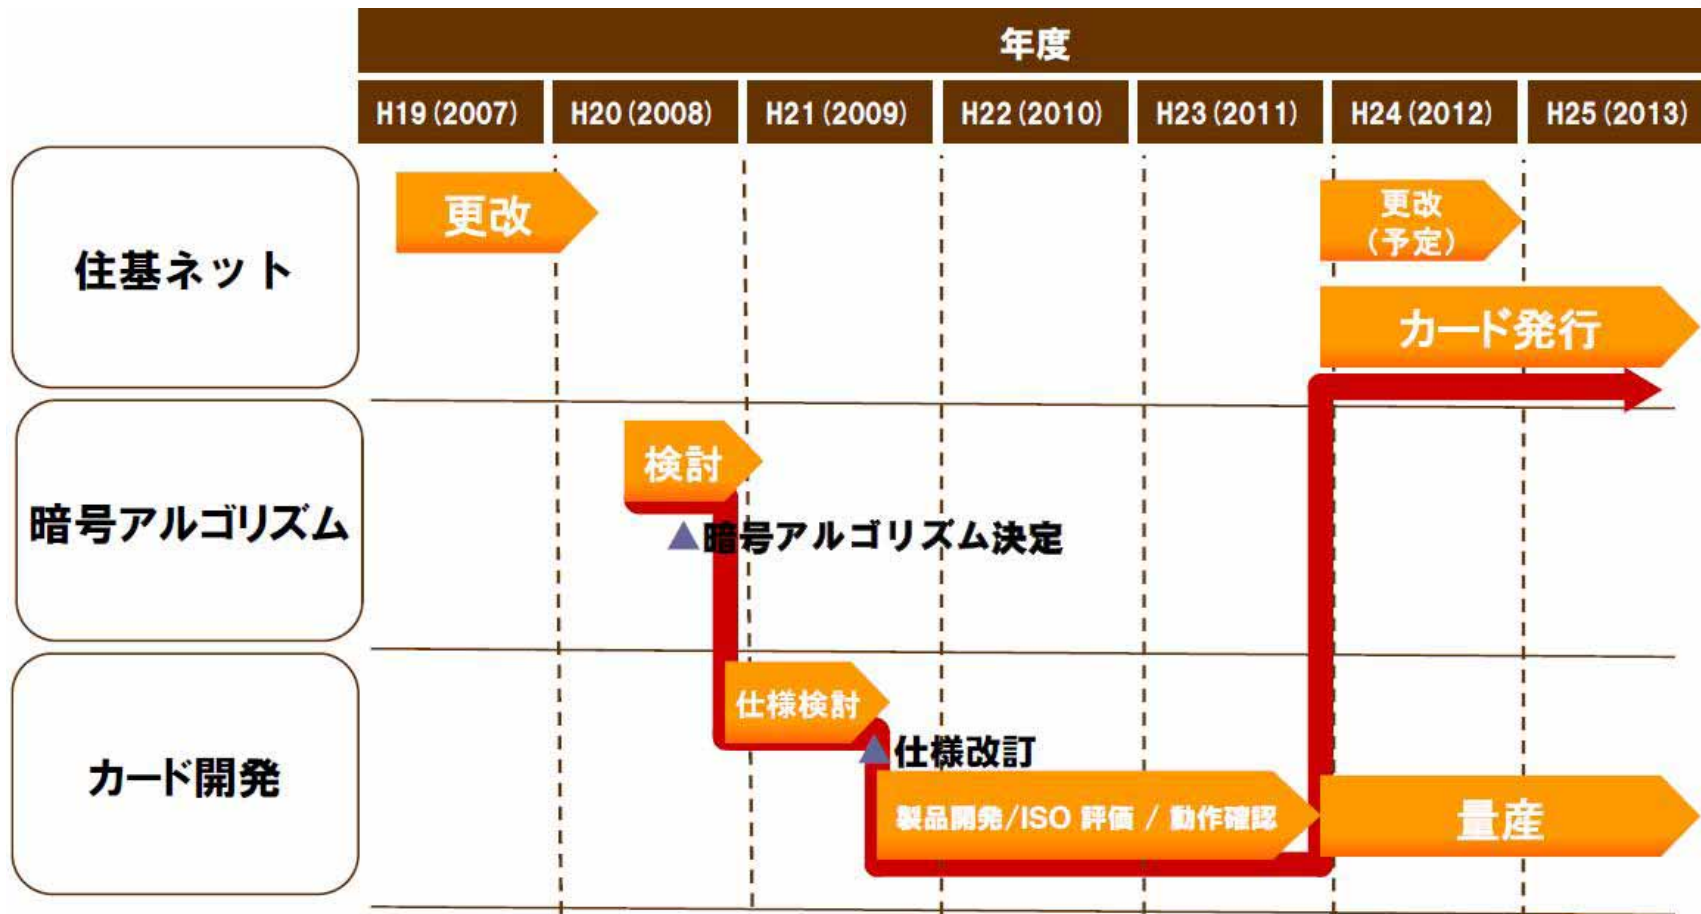 年度
H19 (2007) H20 (2008) H21 (2009) H22 (2010) H23 (2011) H24 (2012) H25 (2013)
住基ネット
更改
更改
(予定)
カード発行
暗号アルゴリズム
検討
▲暗号アルゴリズム決定
カード開発
仕様検討
▲仕様改訂
製品開発/ISO 評価 / 動作確認
量産